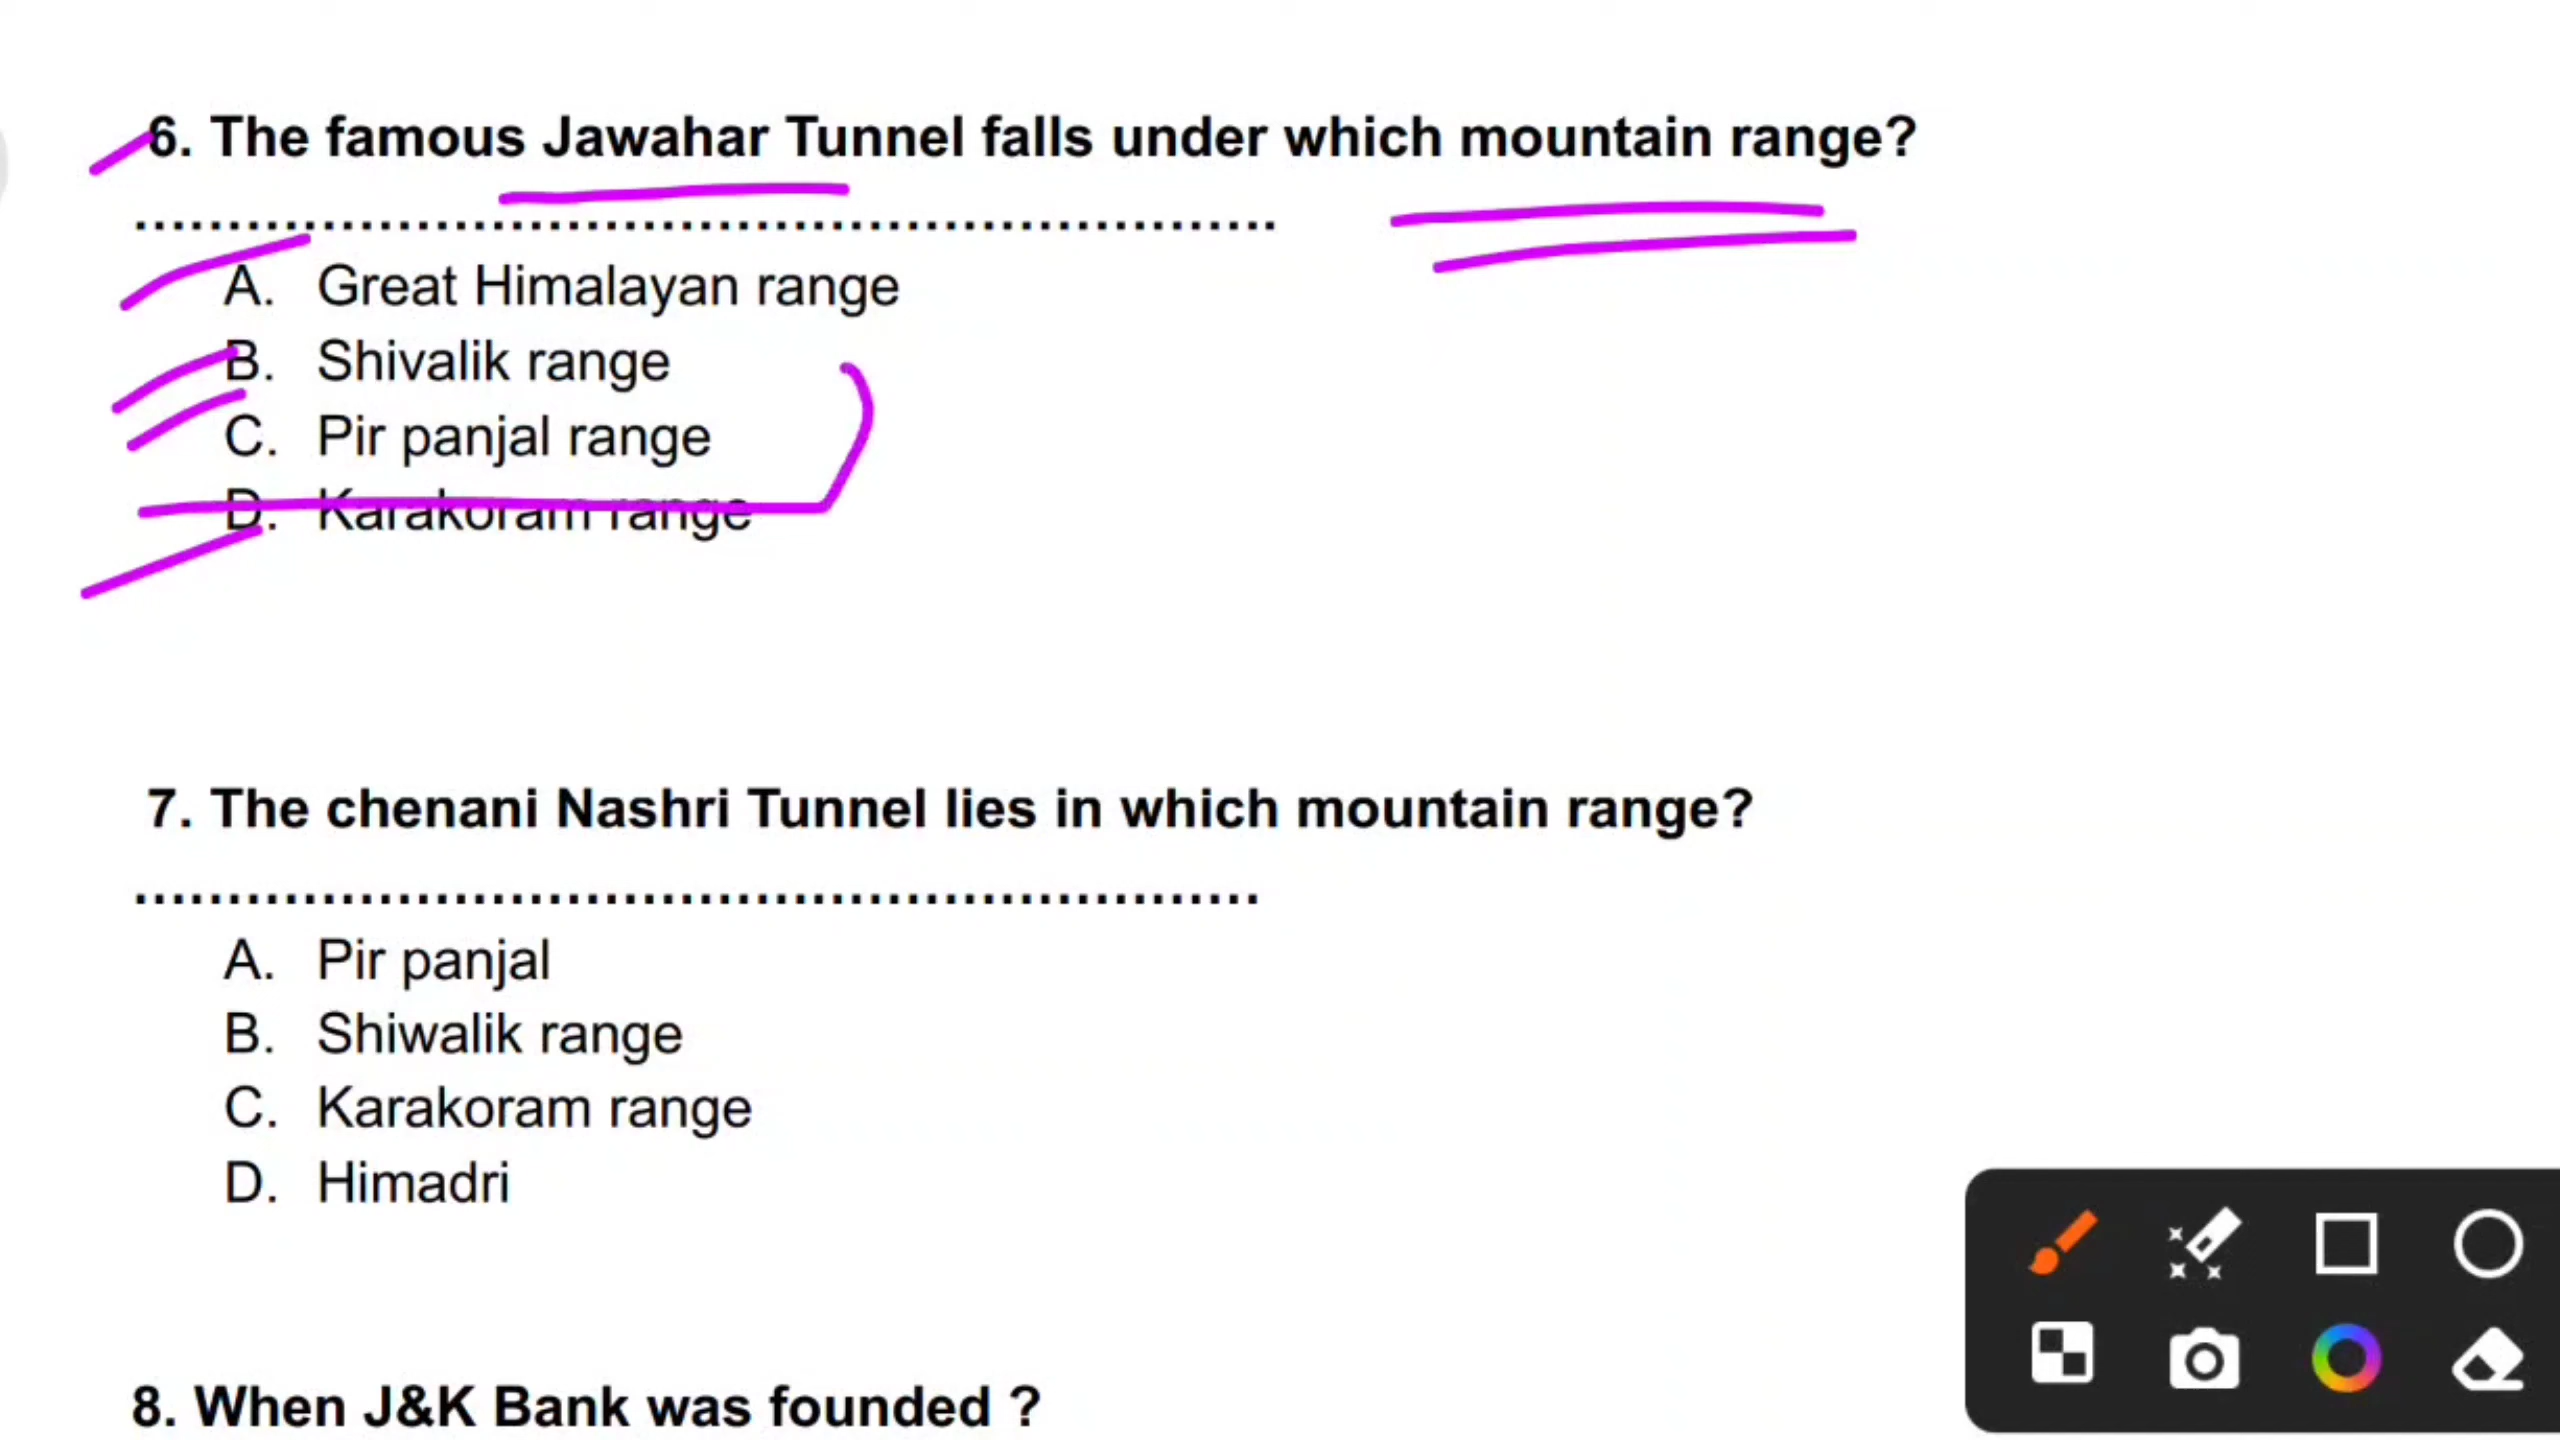 6. The famous Jawahar Tunnel falls under which mountain range?
.............................................................
A. Great Himalayan range
B. Shivalik range
C. Pir panjal range
D. Karakoram range
7. The chenani Nashri Tunnel lies in which mountain range?
............................................................
A. Pir panjal
B. Shiwalik range
C. Karakoram range
D. Himadri
8. When J&K Bank was founded ?